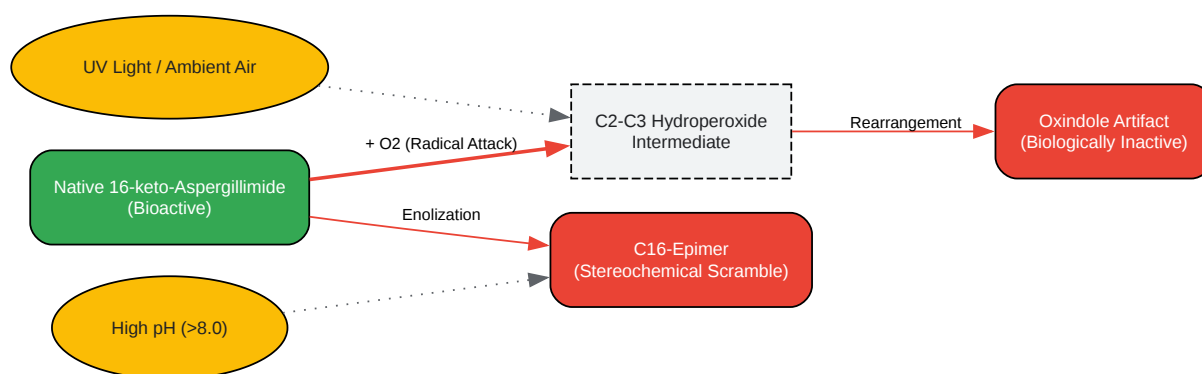 UV Light / Ambient Air
Native 16-keto-Aspergillimide
(Bioactive)
High pH (>8.0)
+ O2 (Radical Attack)
Enolization
C2-C3 Hydroperoxide
Intermediate
C16-Epimer
(Stereochemical Scramble)
Rearrangement
Oxindole Artifact
(Biologically Inactive)